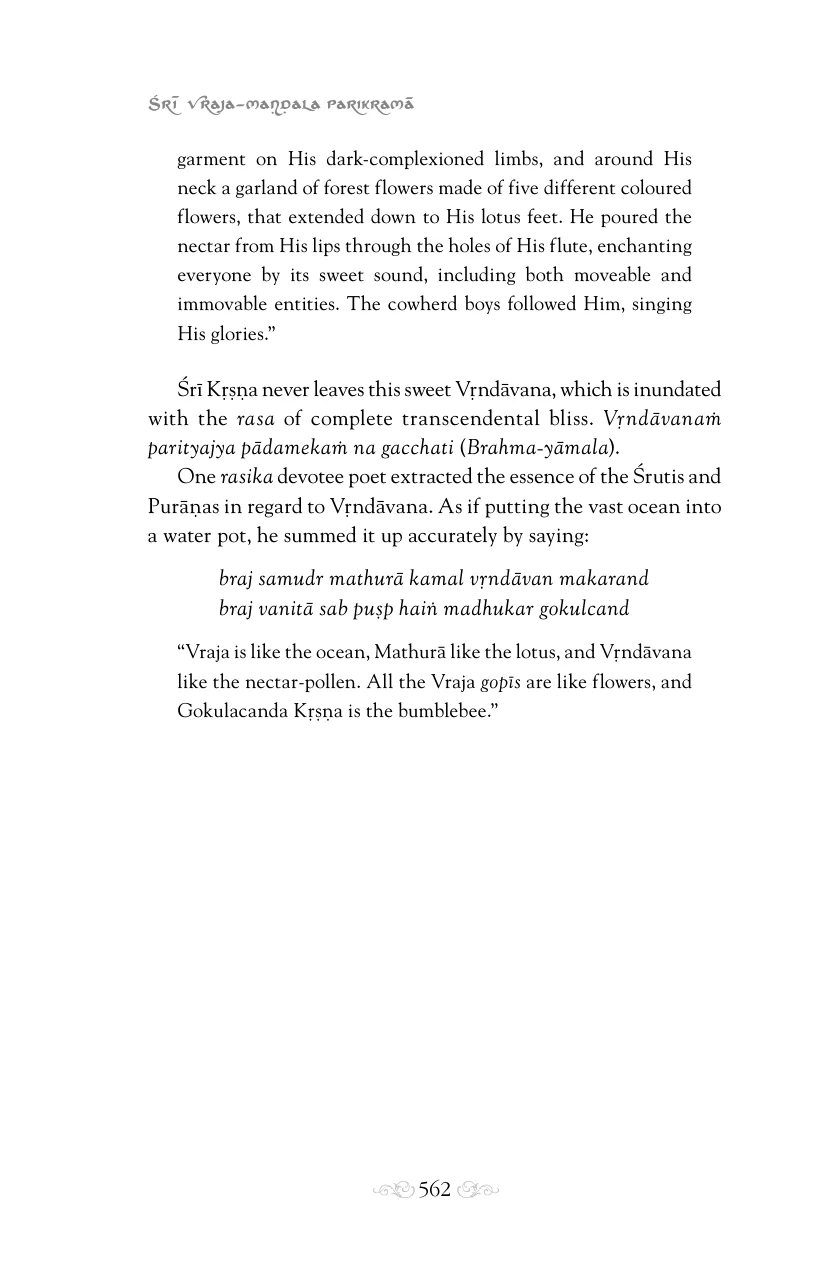 Śrī Vraja-maṇḍala Parikramā
garment on His dark-complexioned limbs, and around His
neck a garland of forest flowers made of five different coloured
flowers, that extended down to His lotus feet. He poured the
nectar from His lips through the holes of His flute, enchanting
everyone by its sweet sound, including both moveable and
immovable entities. The cowherd boys followed Him, singing
His glories.”
Śrī Kṛṣṇa never leaves this sweet Vṛndāvana, which is inundated
with the rasa of complete transcendental bliss. Vṛndāvanaṁ
parityajya pādamekaṁ na gacchati (Brahma-yāmala).
One rasika devotee poet extracted the essence of the Śrutis and
Purāṇas in regard to Vṛndāvana. As if putting the vast ocean into
a water pot, he summed it up accurately by saying:
braj samudr mathurā kamal vṛndāvan makarand
braj vanitā sab puṣp haiṅ madhukar gokulcand
“Vraja is like the ocean, Mathurā like the lotus, and Vṛndāvana
like the nectar-pollen. All the Vraja gopīs are like flowers, and
Gokulacanda Kṛṣṇa is the bumblebee.”
562